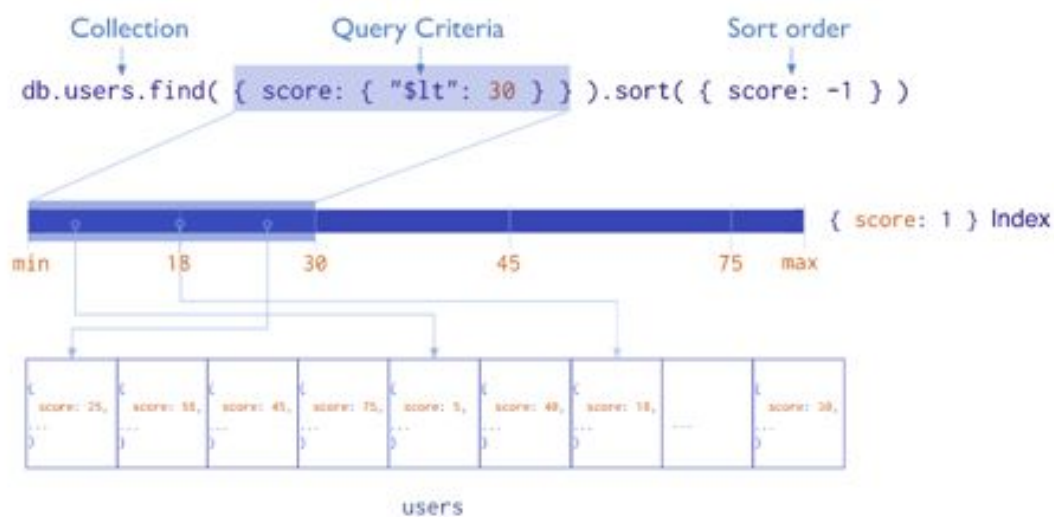 Collection Query Criteria Sort order
db.users.find( { score: { "$lt": 30 } } ).sort( { score: -1 } )
{ score: 1 } Index
min 18 30 45 75 max
{ { { { { { { {
score: 25, score: 55, score: 45, score: 75, score: 5, score: 40, score: 18, score: 30,
... ... ... ... ... ... ... ... ...
} } } } } } } }
users